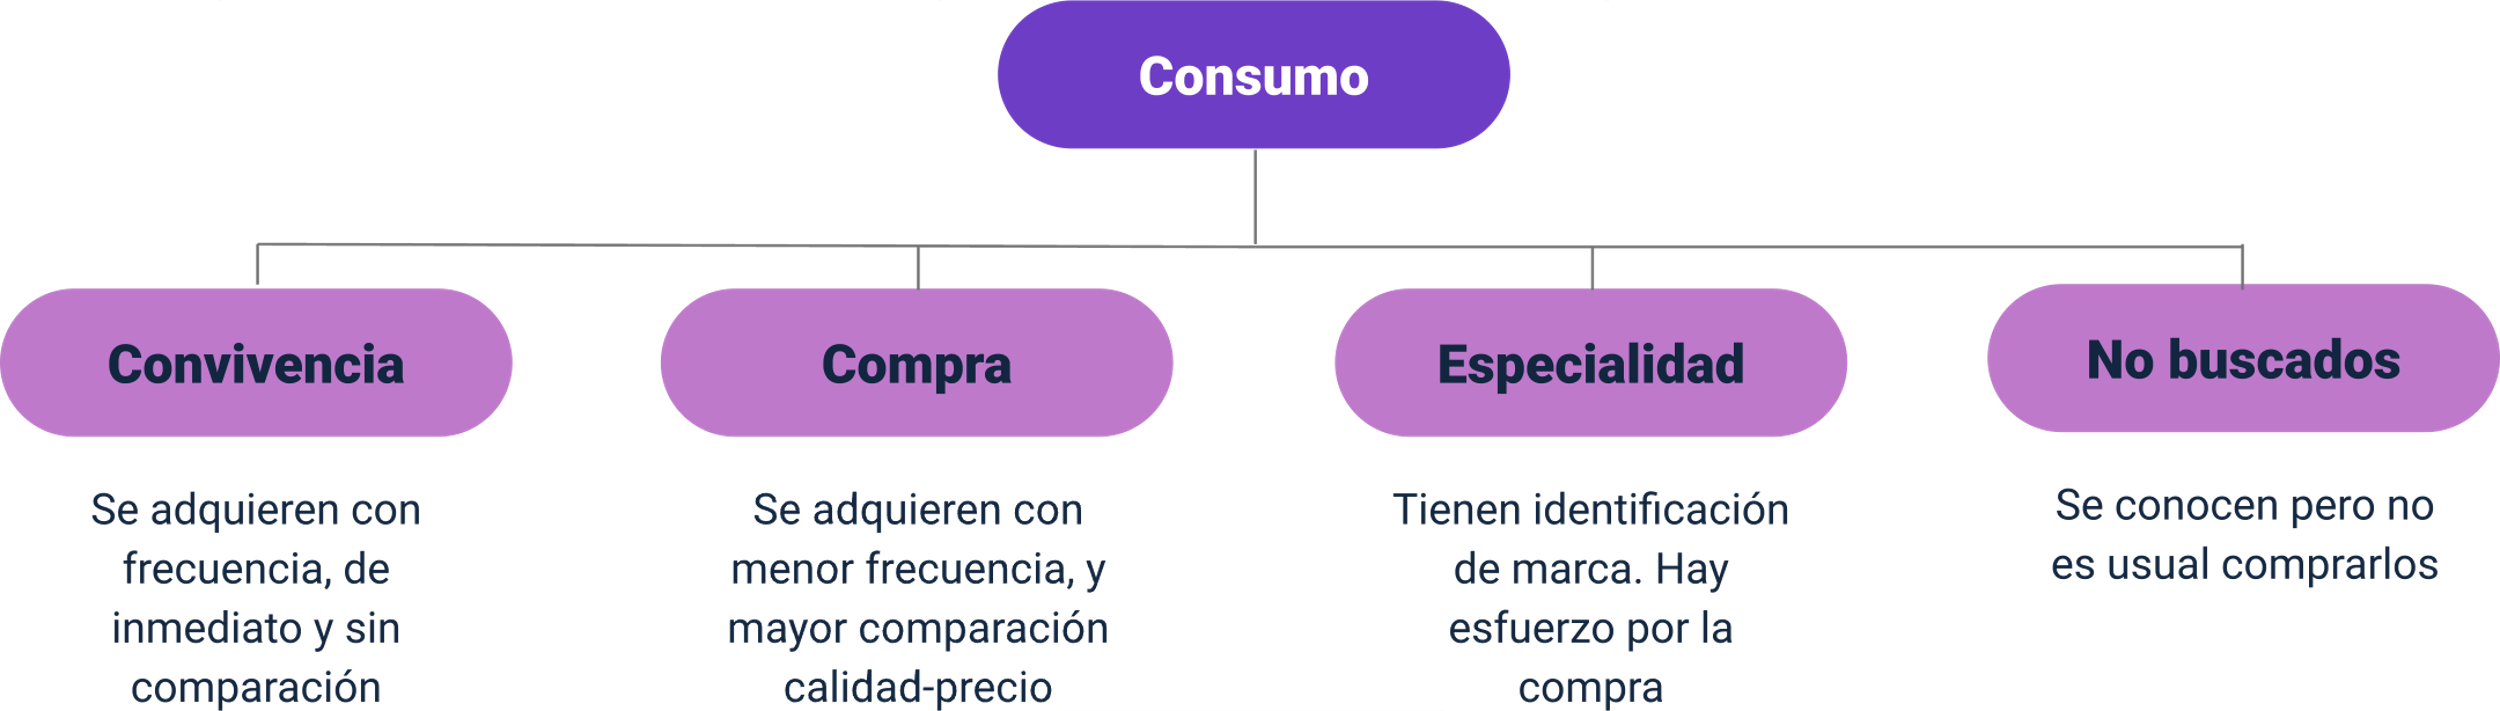 Consumo
Convivencia
Se adquieren con
frecuencia, de
inmediato y sin
comparación
Compra
Se adquieren con
menor frecuencia, y
mayor comparación
calidad-precio
Especialidad
Tienen identificación
de marca. Hay
esfuerzo por la
compra
No buscados
Se conocen pero no
es usual comprarlos